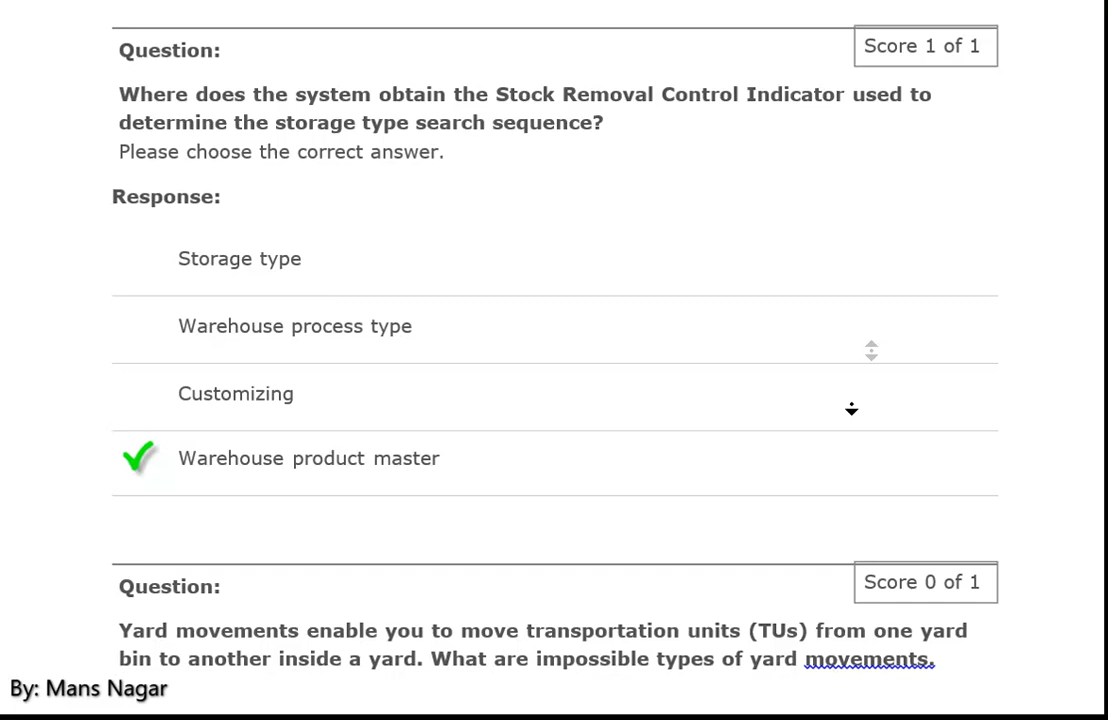 Question:
Score 1 of 1
Where does the system obtain the Stock Removal Control Indicator used to
determine the storage type search sequence?
Please choose the correct answer.
Response:
Storage type
Warehouse process type
Customizing
Warehouse product master
Question:
Score 0 of 1
Yard movements enable you to move transportation units (TUs) from one yard
bin to another inside a yard. What are impossible types of yard movements.
By: Mans Nagar